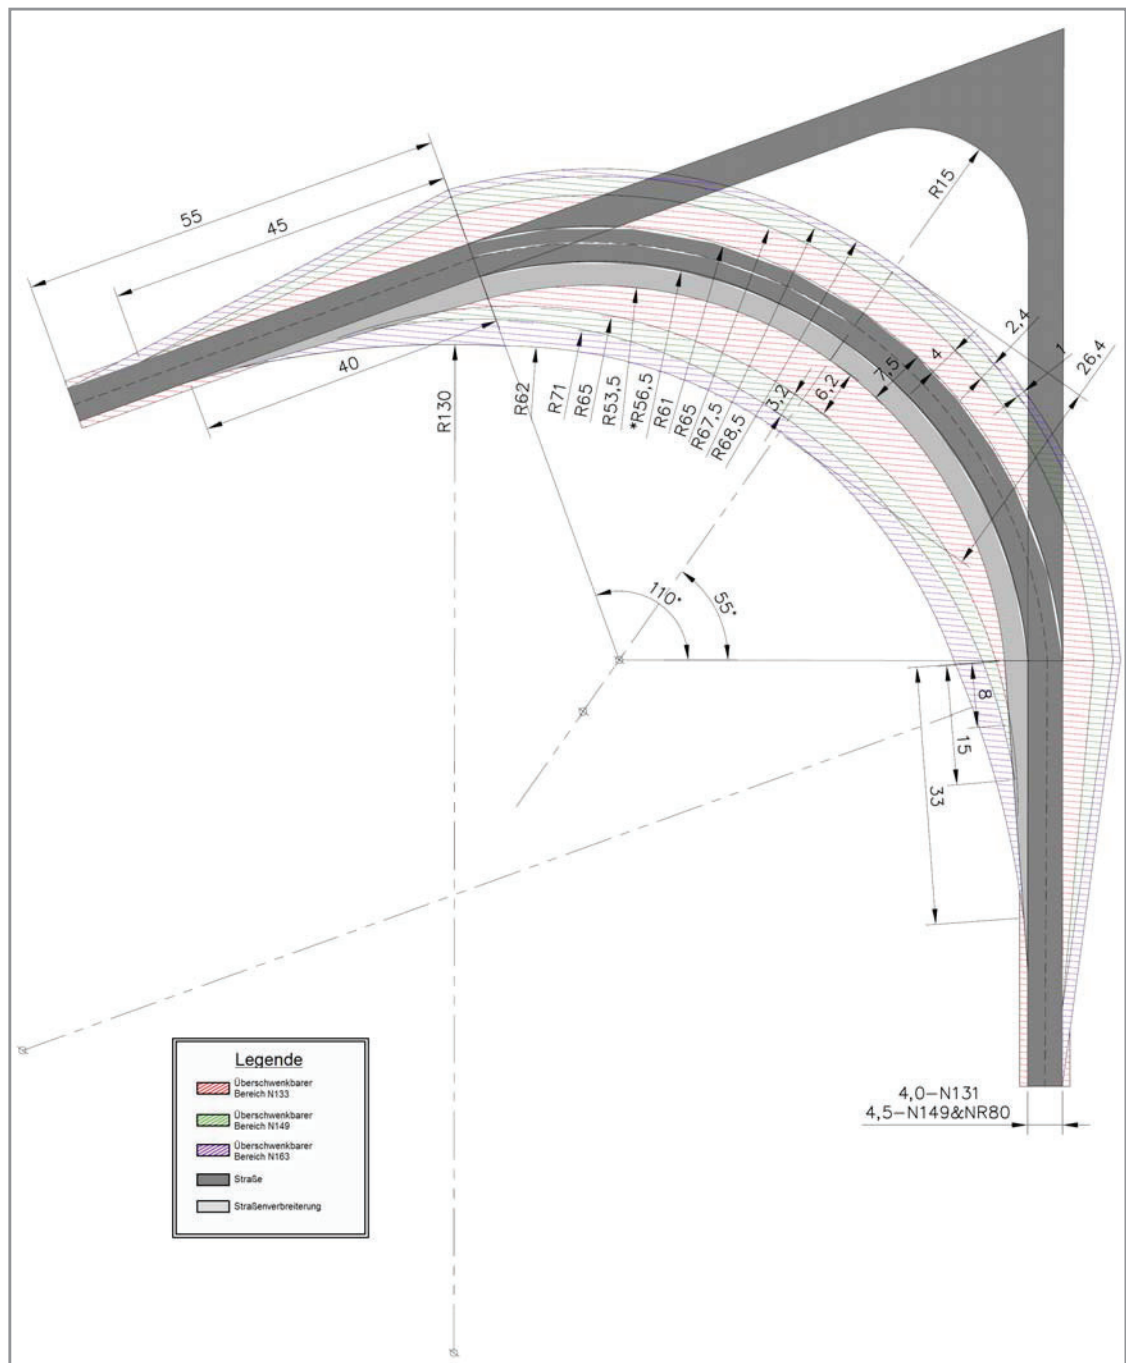 55
45
40
R15
2,4
1
4
26,4
7,5
6,2
3,2
R130
R62
R71
R65
R53,5
*R56,5
R61
R65
R67,5
R68,5
110°
55°
8
15
33
4,0-N131
4,5-N149&NR80
Legende
Überschwenkbarer
Bereich N133
Überschwenkbarer
Bereich N149
Überschwenkbarer
Bereich N163
Straße
Straßenverbreiterung